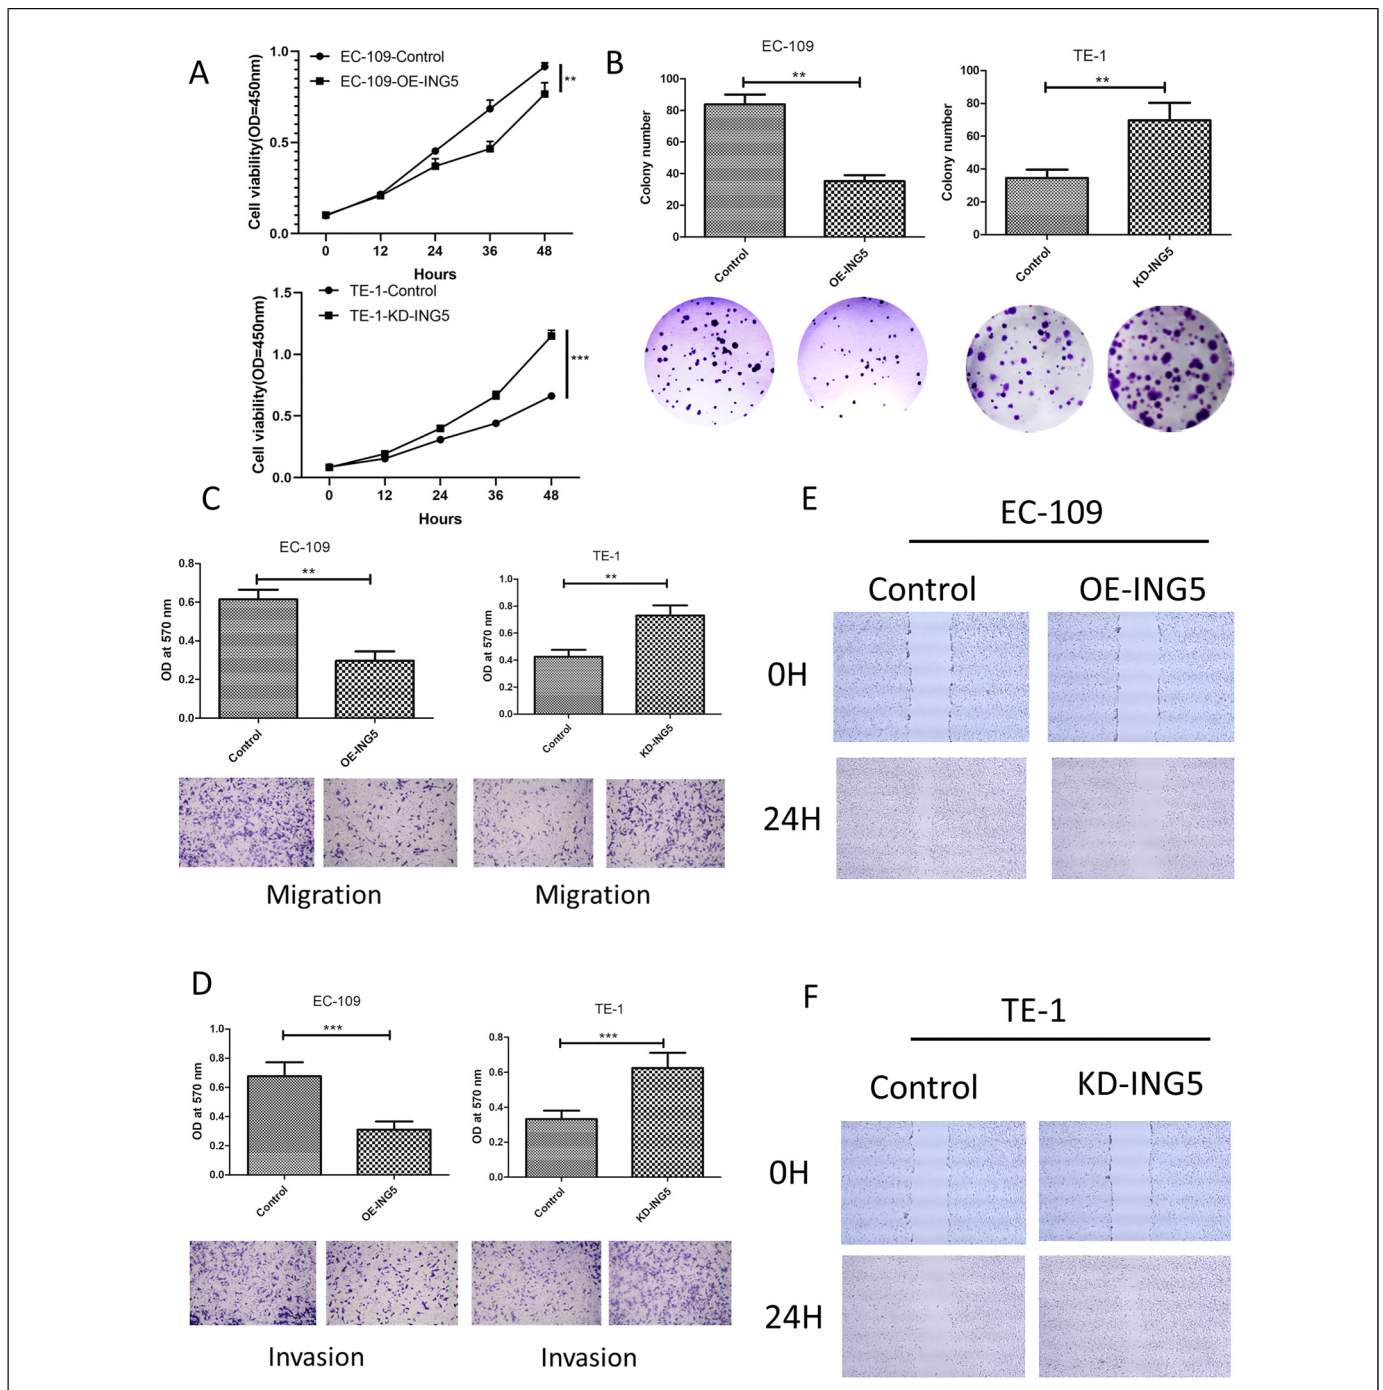 A
EC-109-Control
EC-109-OE-ING5
Cell viability(OD=450nm)
1.0
0.5
0.0
**
0 12 24 36 48
Hours
TE-1-Control
TE-1-KD-ING5
Cell viability(OD=450nm)
1.5
1.0
0.5
0.0
***
0 12 24 36 48
Hours
B
EC-109
**
Colony number
100
80
60
40
20
0
Control OE-ING5
TE-1
**
Colony number
100
80
60
40
20
0
Control KD-ING5
C
EC-109
**
OD at 570 nm
0.8
0.6
0.4
0.2
0.0
Control OE-ING5
Migration
TE-1
**
OD at 570 nm
1.0
0.8
0.6
0.4
0.2
0.0
Control KD-ING5
Migration
D
EC-109
***
OD at 570 nm
1.0
0.8
0.6
0.4
0.2
0.0
Control OE-ING5
Invasion
TE-1
***
OD at 570 nm
0.8
0.6
0.4
0.2
0.0
Control KD-ING5
Invasion
E
EC-109
Control OE-ING5
0H
24H
F
TE-1
Control KD-ING5
0H
24H